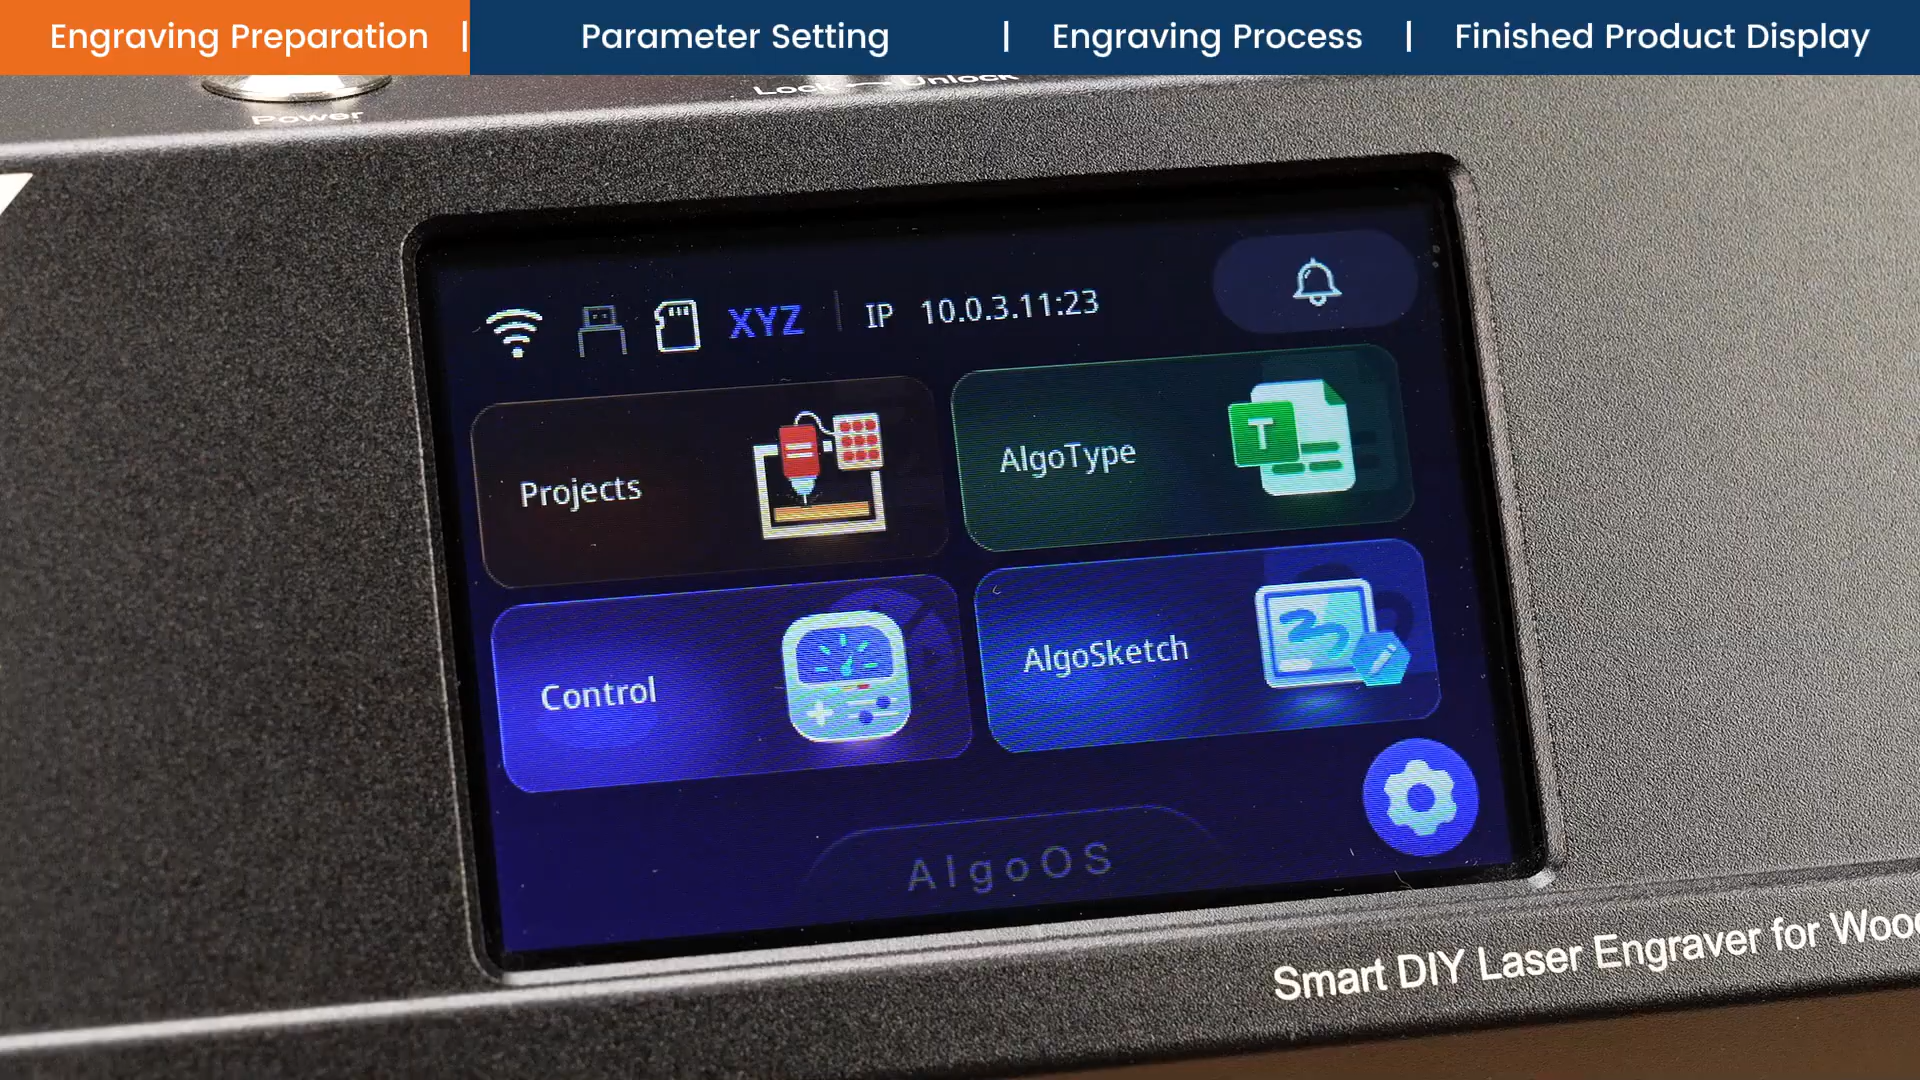 Engraving Preparation | Parameter Setting | Engraving Process | Finished Product Display
Power
Lock Unlock
XYZ | IP 10.0.3.11:23
Projects
AlgoType
T
Control
AlgoSketch
AlgoOS
Smart DIY Laser Engraver for